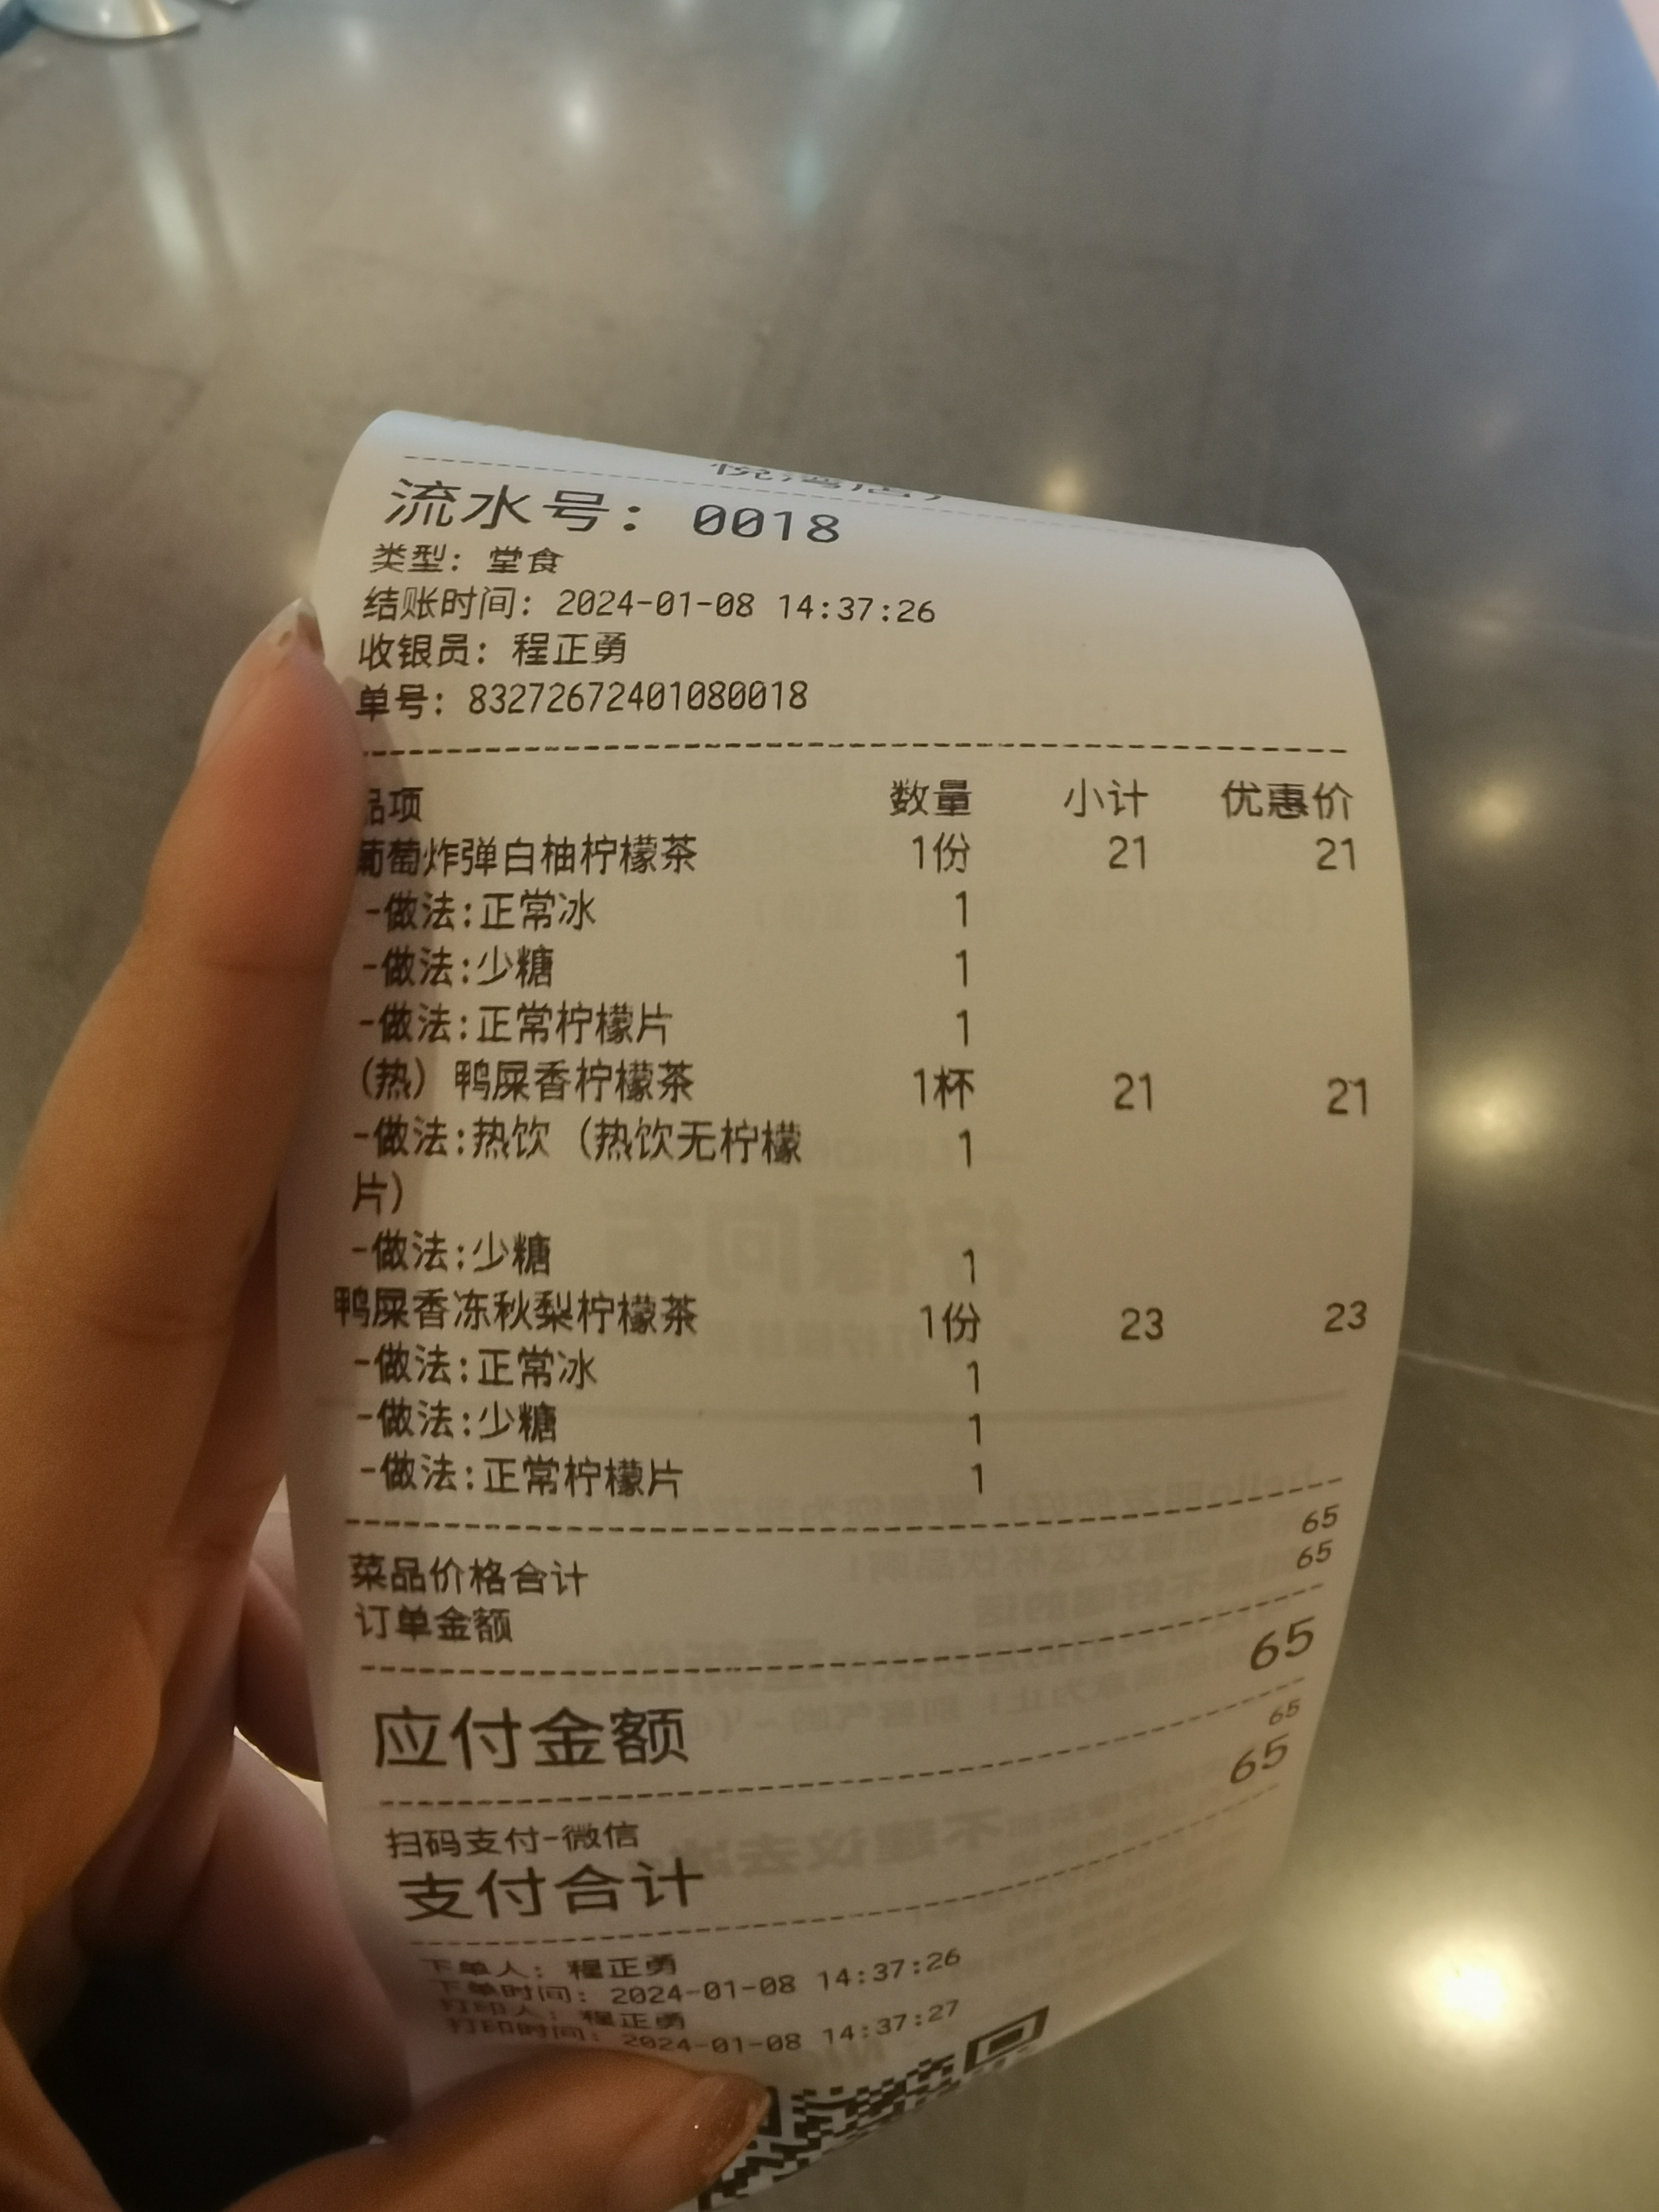 悦湾店)
流水号: 0018
类型: 堂食
结账时间: 2024-01-08 14:37:26
收银员: 程正勇
单号: 83272672401080018
品项 数量 小计 优惠价
葡萄炸弹白柚柠檬茶 1份 21 21
-做法:正常冰 1
-做法:少糖 1
-做法:正常柠檬片 1
(热) 鸭屎香柠檬茶 1杯 21 21
-做法:热饮 (热饮无柠檬 1
片)
-做法:少糖 1
鸭屎香冻秋梨柠檬茶 1份 23 23
-做法:正常冰 1
-做法:少糖 1
-做法:正常柠檬片 1
菜品价格合计 65
订单金额 65
应付金额 65
扫码支付-微信 65
支付合计 65
下单人: 程正勇
下单时间: 2024-01-08 14:37:26
打印人: 程正勇
打印时间: 2024-01-08 14:37:27